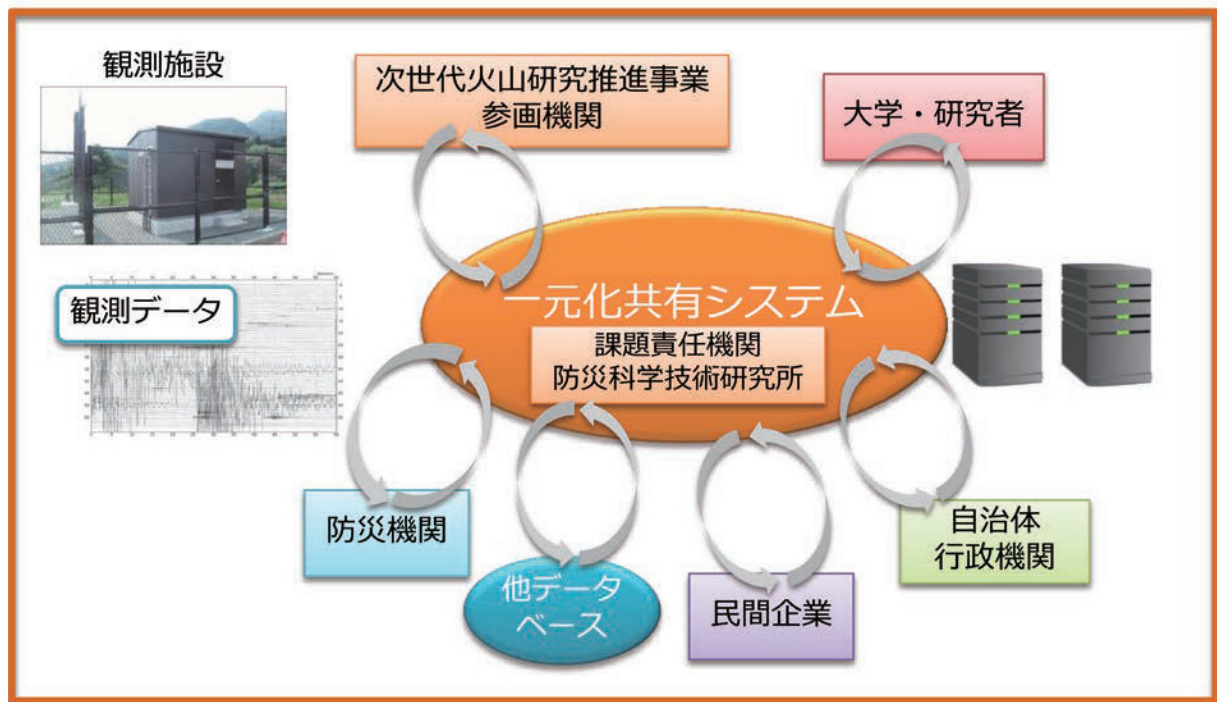 観測施設
次世代火山研究推進事業
参画機関
大学・研究者
観測データ
一元化共有システム
課題責任機関
防災科学技術研究所
防災機関
他データ
ベース
民間企業
自治体
行政機関